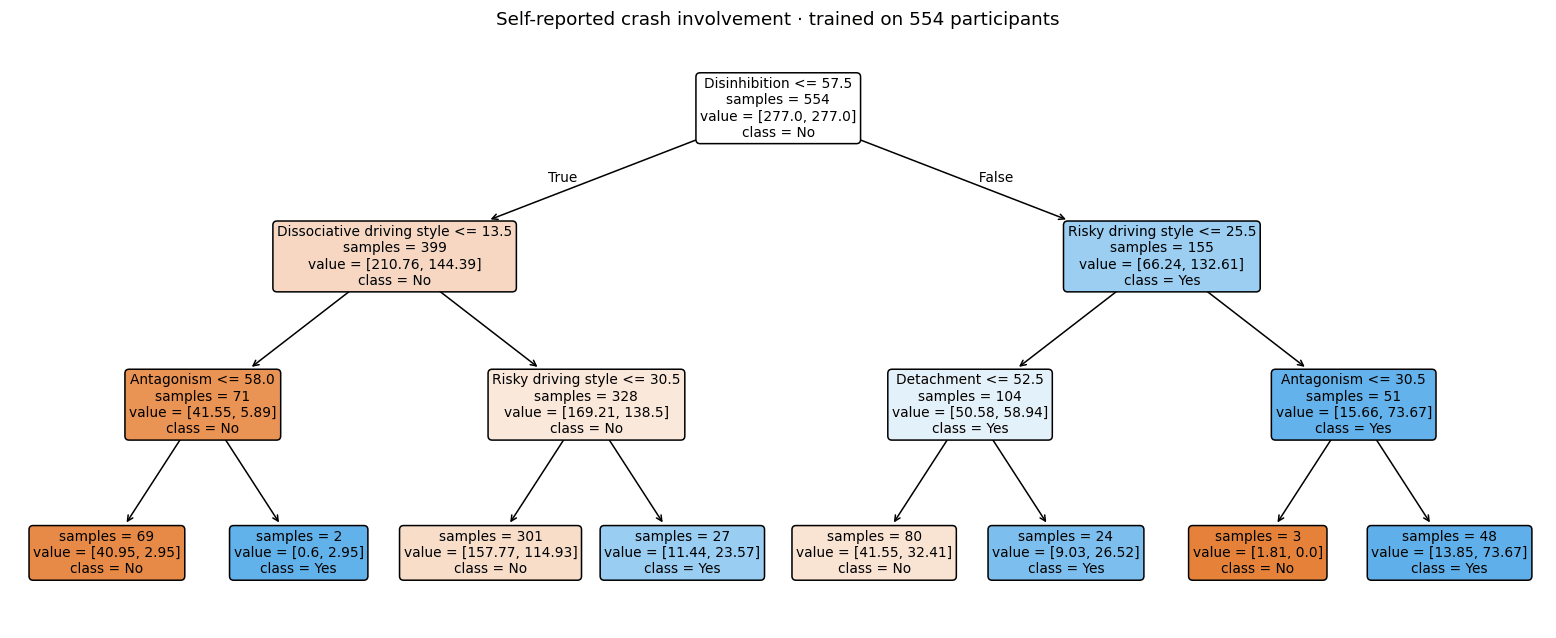 Self-reported crash involvement · trained on 554 participants
Disinhibition <= 57.5
samples = 554
value = [277.0, 277.0]
class = No
True
False
Dissociative driving style <= 13.5
samples = 399
value = [210.76, 144.39]
class = No
Risky driving style <= 25.5
samples = 155
value = [66.24, 132.61]
class = Yes
Antagonism <= 58.0
samples = 71
value = [41.55, 5.89]
class = No
Risky driving style <= 30.5
samples = 328
value = [169.21, 138.5]
class = No
Detachment <= 52.5
samples = 104
value = [50.58, 58.94]
class = Yes
Antagonism <= 30.5
samples = 51
value = [15.66, 73.67]
class = Yes
samples = 69
value = [40.95, 2.95]
class = No
samples = 2
value = [0.6, 2.95]
class = Yes
samples = 301
value = [157.77, 114.93]
class = No
samples = 27
value = [11.44, 23.57]
class = Yes
samples = 80
value = [41.55, 32.41]
class = No
samples = 24
value = [9.03, 26.52]
class = Yes
samples = 3
value = [1.81, 0.0]
class = No
samples = 48
value = [13.85, 73.67]
class = Yes